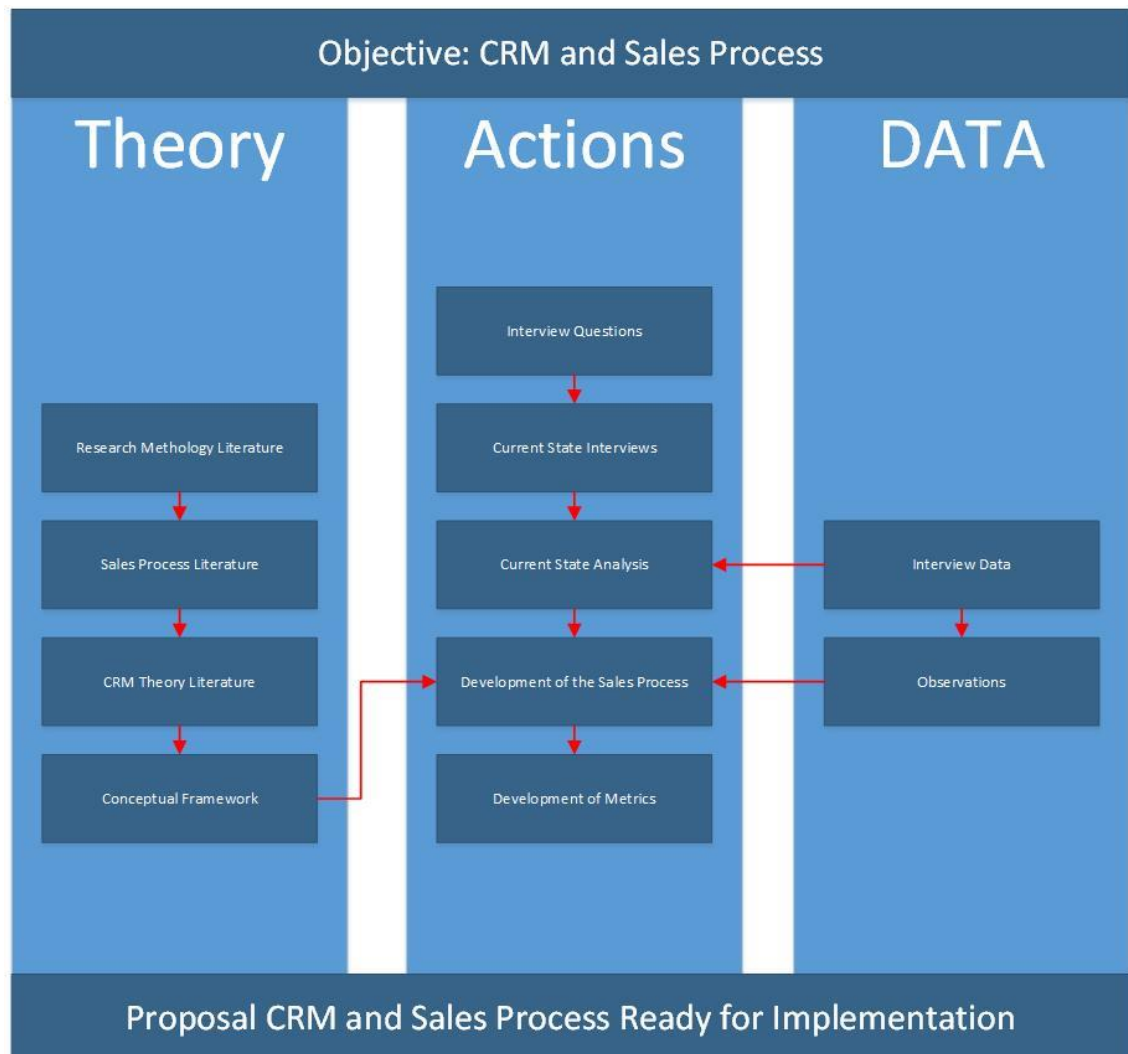 Objective: CRM and Sales Process
Theory
Actions
DATA
Interview Questions
Research Methology Literature
Current State Interviews
Sales Process Literature
Current State Analysis
Interview Data
CRM Theory Literature
Development of the Sales Process
Observations
Conceptual Framework
Development of Metrics
Proposal CRM and Sales Process Ready for Implementation